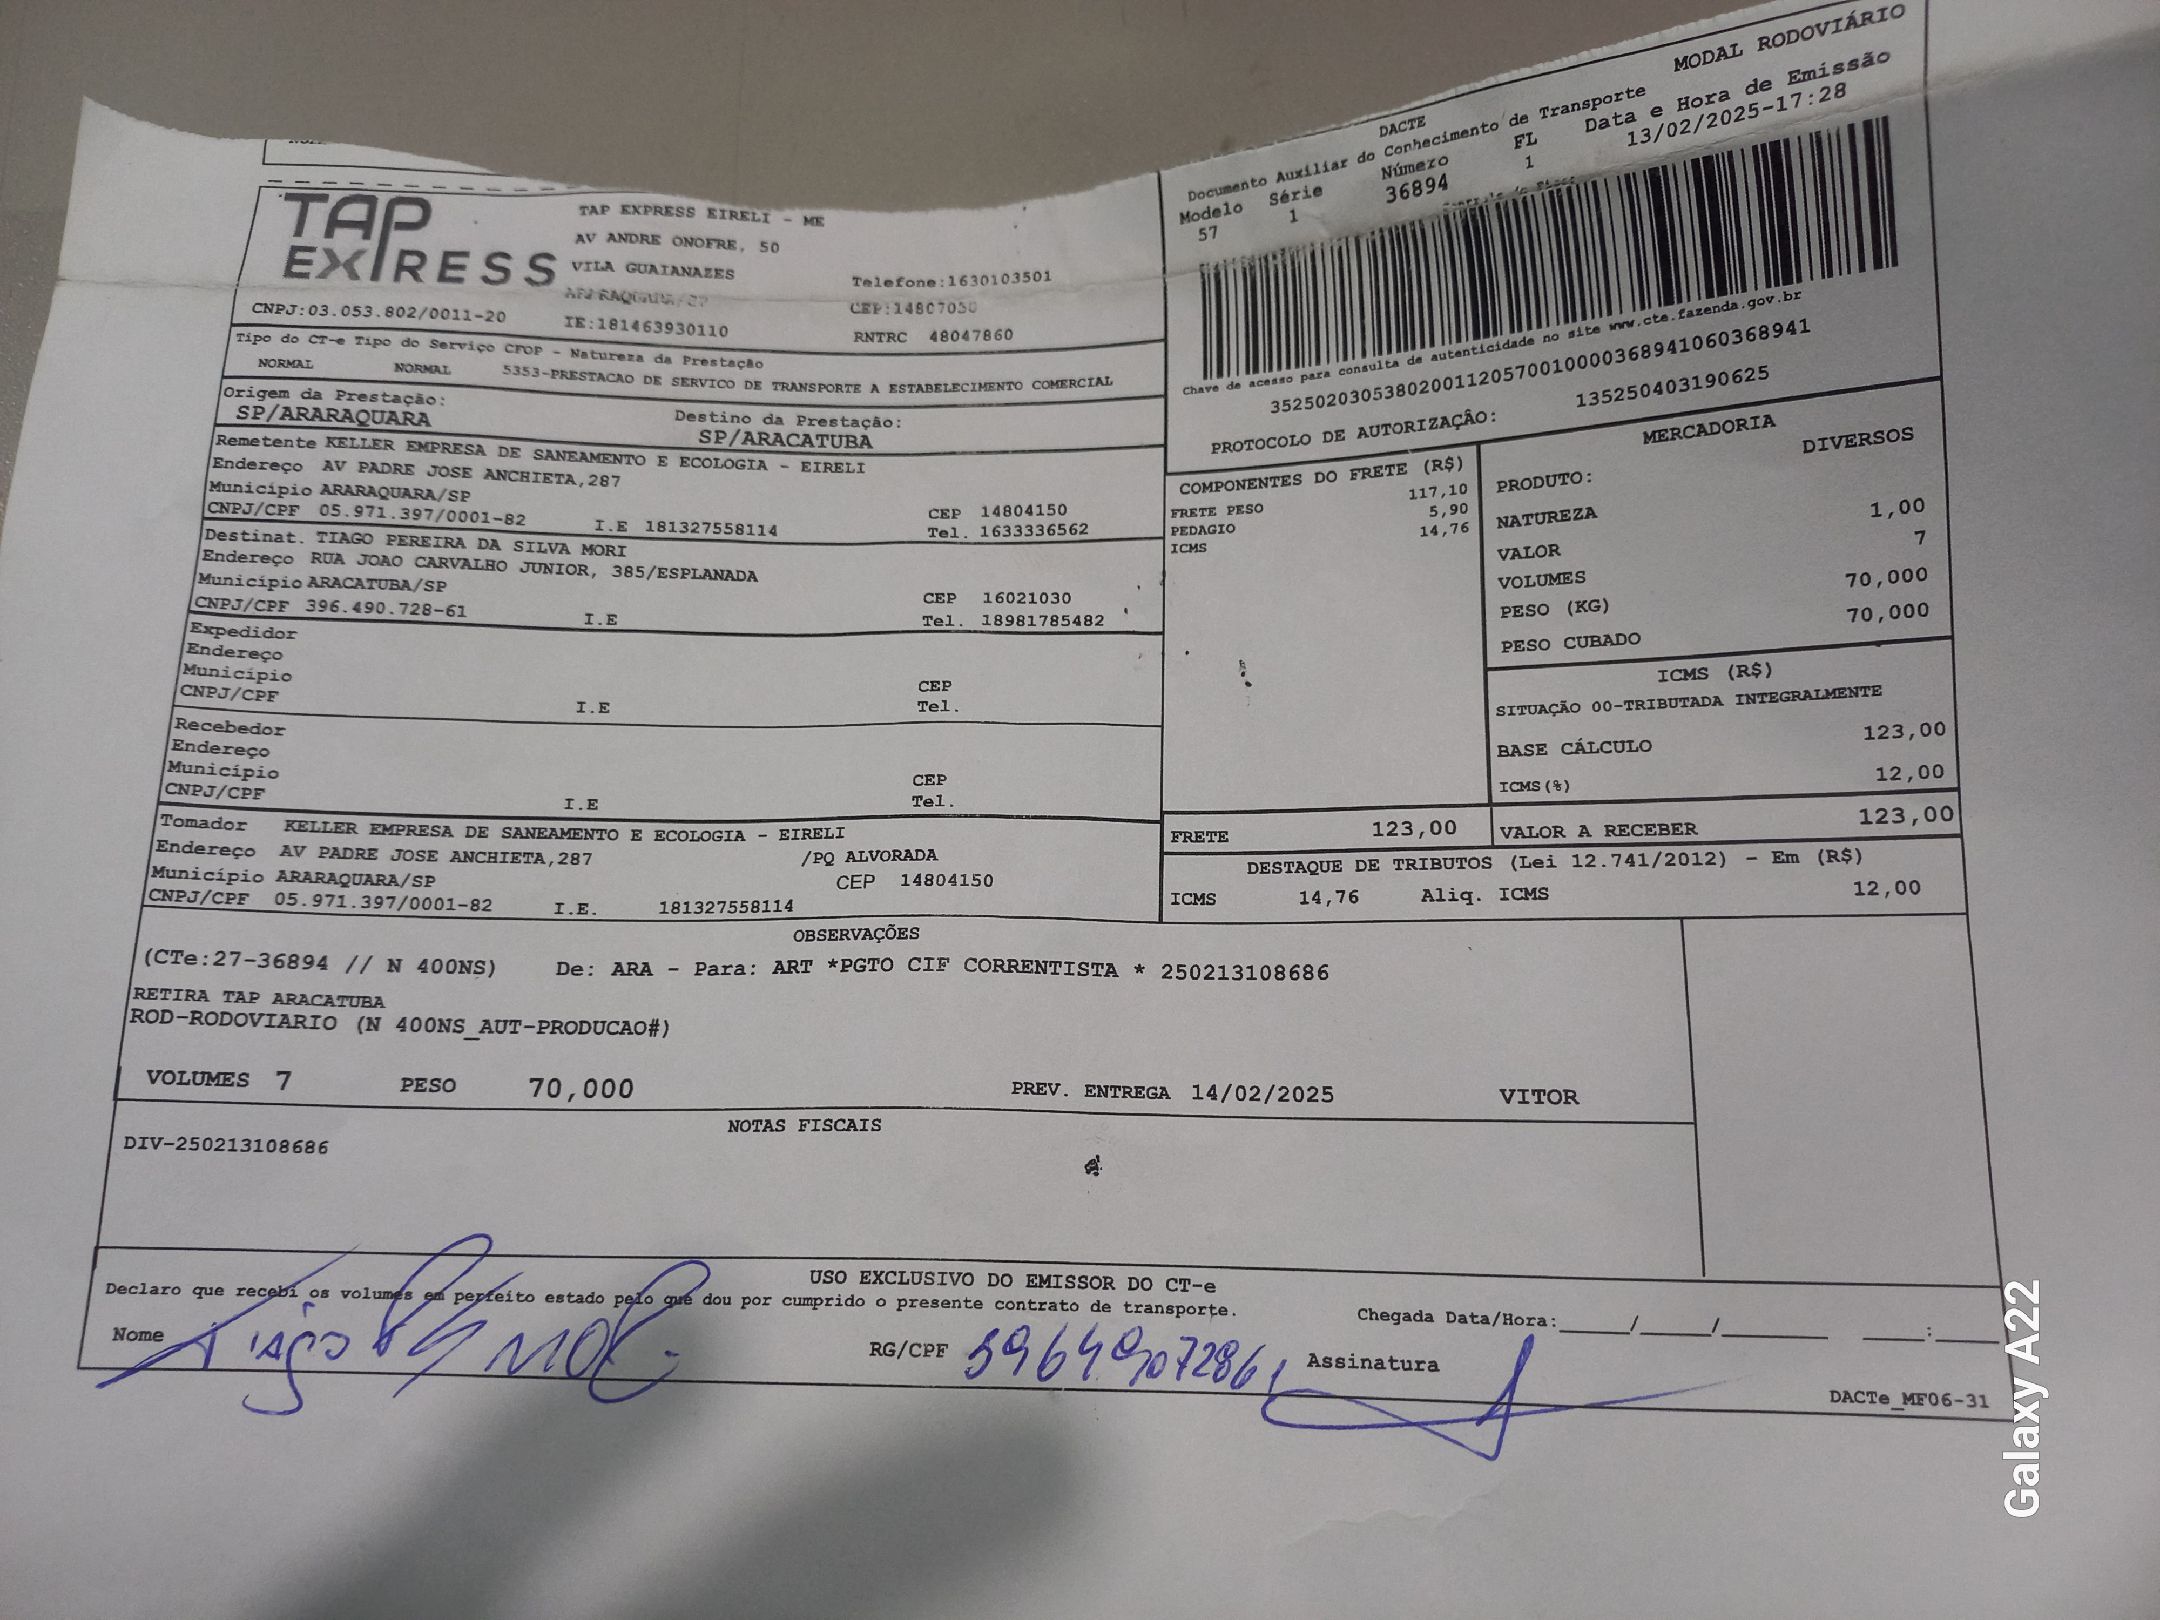 MODAL RODOVIÁRIO
DACTE
Documento Auxiliar do Conhecimento de Transporte
Data e Hora de Emissão
Modelo Série Número FL
57 1 36894 1 13/02/2025-17:28
TAP EXPRESS
TAP EXPRESS EIRELI - ME
AV ANDRE ONOFRE, 50
VILA GUAIANAZES
Telefone:1630103501
CEP:14807050
CNPJ:03.053.802/0011-20 IE:181463930110 RNTRC 48047860
Chave de acesso para consulta de autenticidade no site www.cte.fazenda.gov.br
35250203053802001120570010000368941060368941
PROTOCOLO DE AUTORIZAÇÂO: 135250403190625
Tipo do CT-e Tipo do Serviço CFOP - Natureza da Prestação
NORMAL NORMAL 5353-PRESTACAO DE SERVICO DE TRANSPORTE A ESTABELECIMENTO COMERCIAL
Origem da Prestação: Destino da Prestação:
SP/ARARAQUARA SP/ARACATUBA
Remetente KELLER EMPRESA DE SANEAMENTO E ECOLOGIA - EIRELI
Endereço AV PADRE JOSE ANCHIETA,287
Município ARARAQUARA/SP CEP 14804150
CNPJ/CPF 05.971.397/0001-82 I.E 181327558114 Tel. 1633336562
Destinat. TIAGO PEREIRA DA SILVA MORI
Endereço RUA JOAO CARVALHO JUNIOR, 385/ESPLANADA
Município ARACATUBA/SP CEP 16021030
CNPJ/CPF 396.490.728-61 I.E Tel. 18981785482
Expedidor
Endereço
Município CEP
CNPJ/CPF I.E Tel.
Recebedor
Endereço
Município CEP
CNPJ/CPF I.E Tel.
Tomador KELLER EMPRESA DE SANEAMENTO E ECOLOGIA - EIRELI
Endereço AV PADRE JOSE ANCHIETA,287 /PQ ALVORADA
Município ARARAQUARA/SP CEP 14804150
CNPJ/CPF 05.971.397/0001-82 I.E. 181327558114
COMPONENTES DO FRETE (R$)
FRETE PESO 117,10
PEDAGIO 5,90
ICMS 14,76
MERCADORIA
PRODUTO: DIVERSOS
NATUREZA
VALOR 1,00
VOLUMES 7
PESO (KG) 70,000
PESO CUBADO 70,000
ICMS (R$)
SITUAÇÃO 00-TRIBUTADA INTEGRALMENTE
BASE CÁLCULO 123,00
ICMS(%) 12,00
FRETE 123,00 VALOR A RECEBER 123,00
DESTAQUE DE TRIBUTOS (Lei 12.741/2012) - Em (R$)
ICMS 14,76 Aliq. ICMS 12,00
OBSERVAÇÕES
(CTe:27-36894 // N 400NS) De: ARA - Para: ART *PGTO CIF CORRENTISTA * 250213108686
RETIRA TAP ARACATUBA
ROD-RODOVIARIO (N 400NS_AUT-PRODUCAO#)
VOLUMES 7 PESO 70,000 PREV. ENTREGA 14/02/2025 VITOR
NOTAS FISCAIS
DIV-250213108686
USO EXCLUSIVO DO EMISSOR DO CT-e
Declaro que recebi os volumes em perfeito estado pelo que dou por cumprido o presente contrato de transporte.
Chegada Data/Hora:____/____/______ ____:____
Nome Tiago RG/CPF Assinatura
DACTe_MF06-31
Galaxy A22